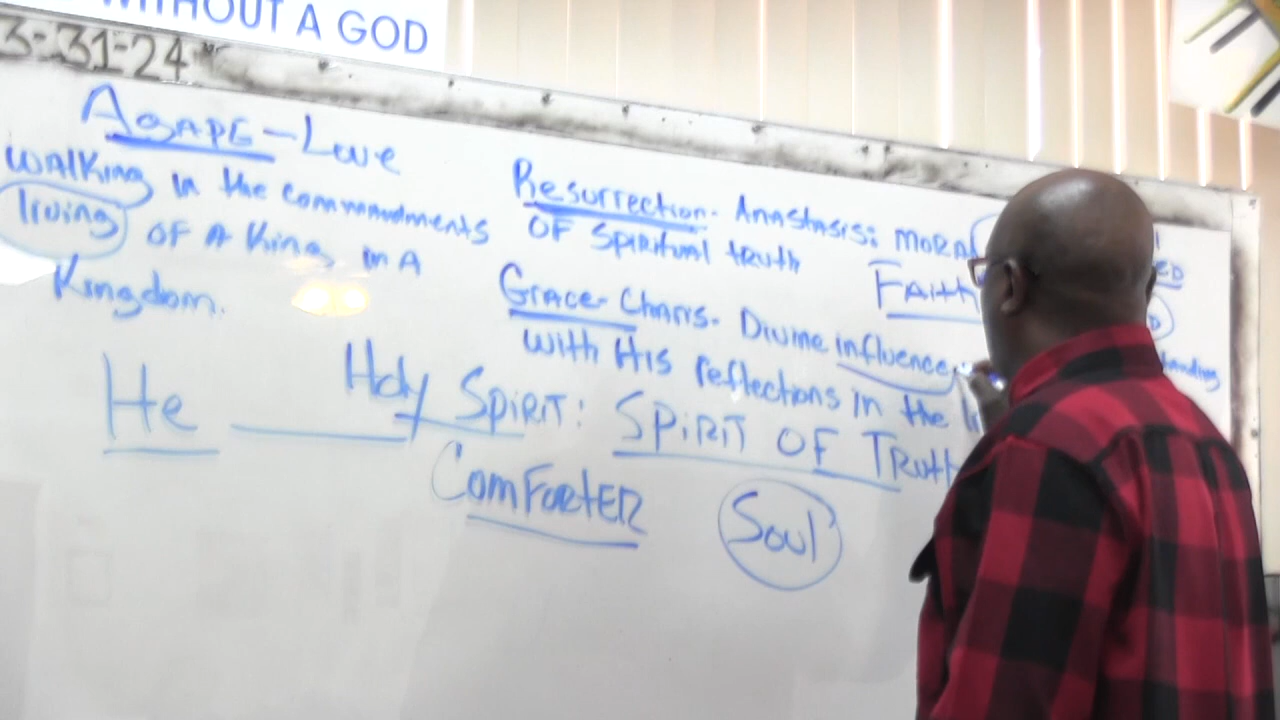 WITHOUT A GOD
3-31-24
AGAPE - Love
walking in the commandments
living OF A King in A
Kingdom.
Resurrection - Anastasis: MORAL
OF Spiritual truth
FAITH
ED
Grace - Charis - Divine influence
with His reflections in the
He
Holy Spirit: SPIRIT OF TRUTH
COMFORTER
Soul